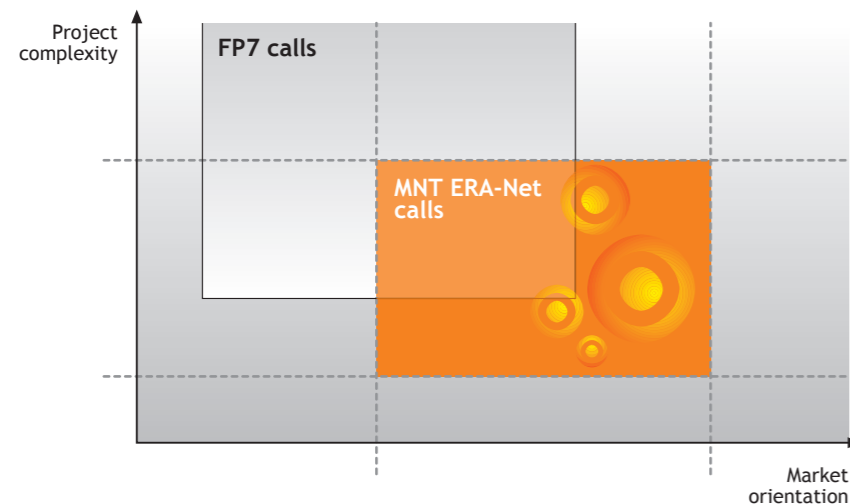 Project
complexity
FP7 calls
MNT ERA-Net
calls
Market
orientation